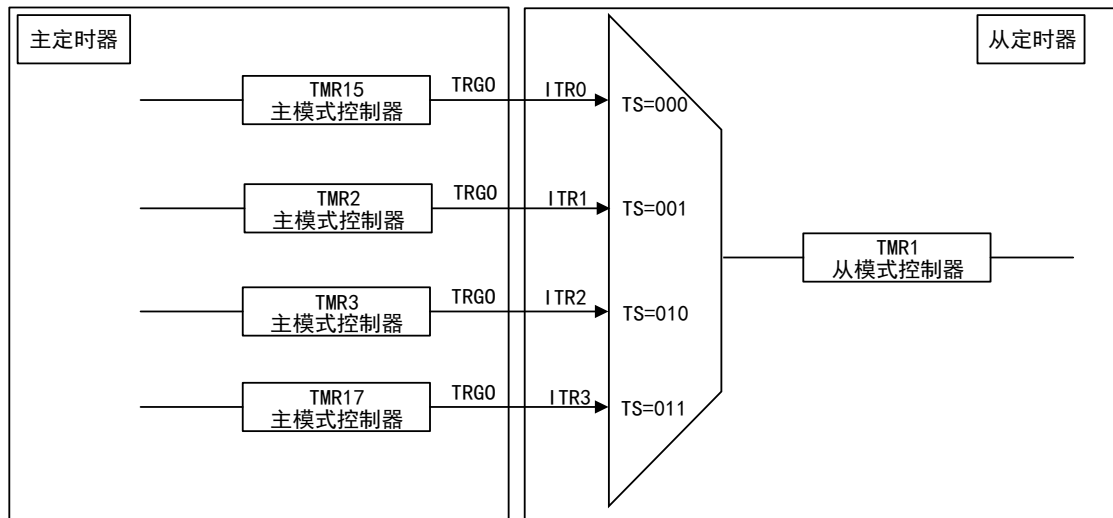 主定时器
从定时器
TMR15
主模式控制器
TRGO
ITR0
TS=000
TMR2
主模式控制器
TRGO
ITR1
TS=001
TMR1
从模式控制器
TMR3
主模式控制器
TRGO
ITR2
TS=010
TMR17
主模式控制器
TRGO
ITR3
TS=011